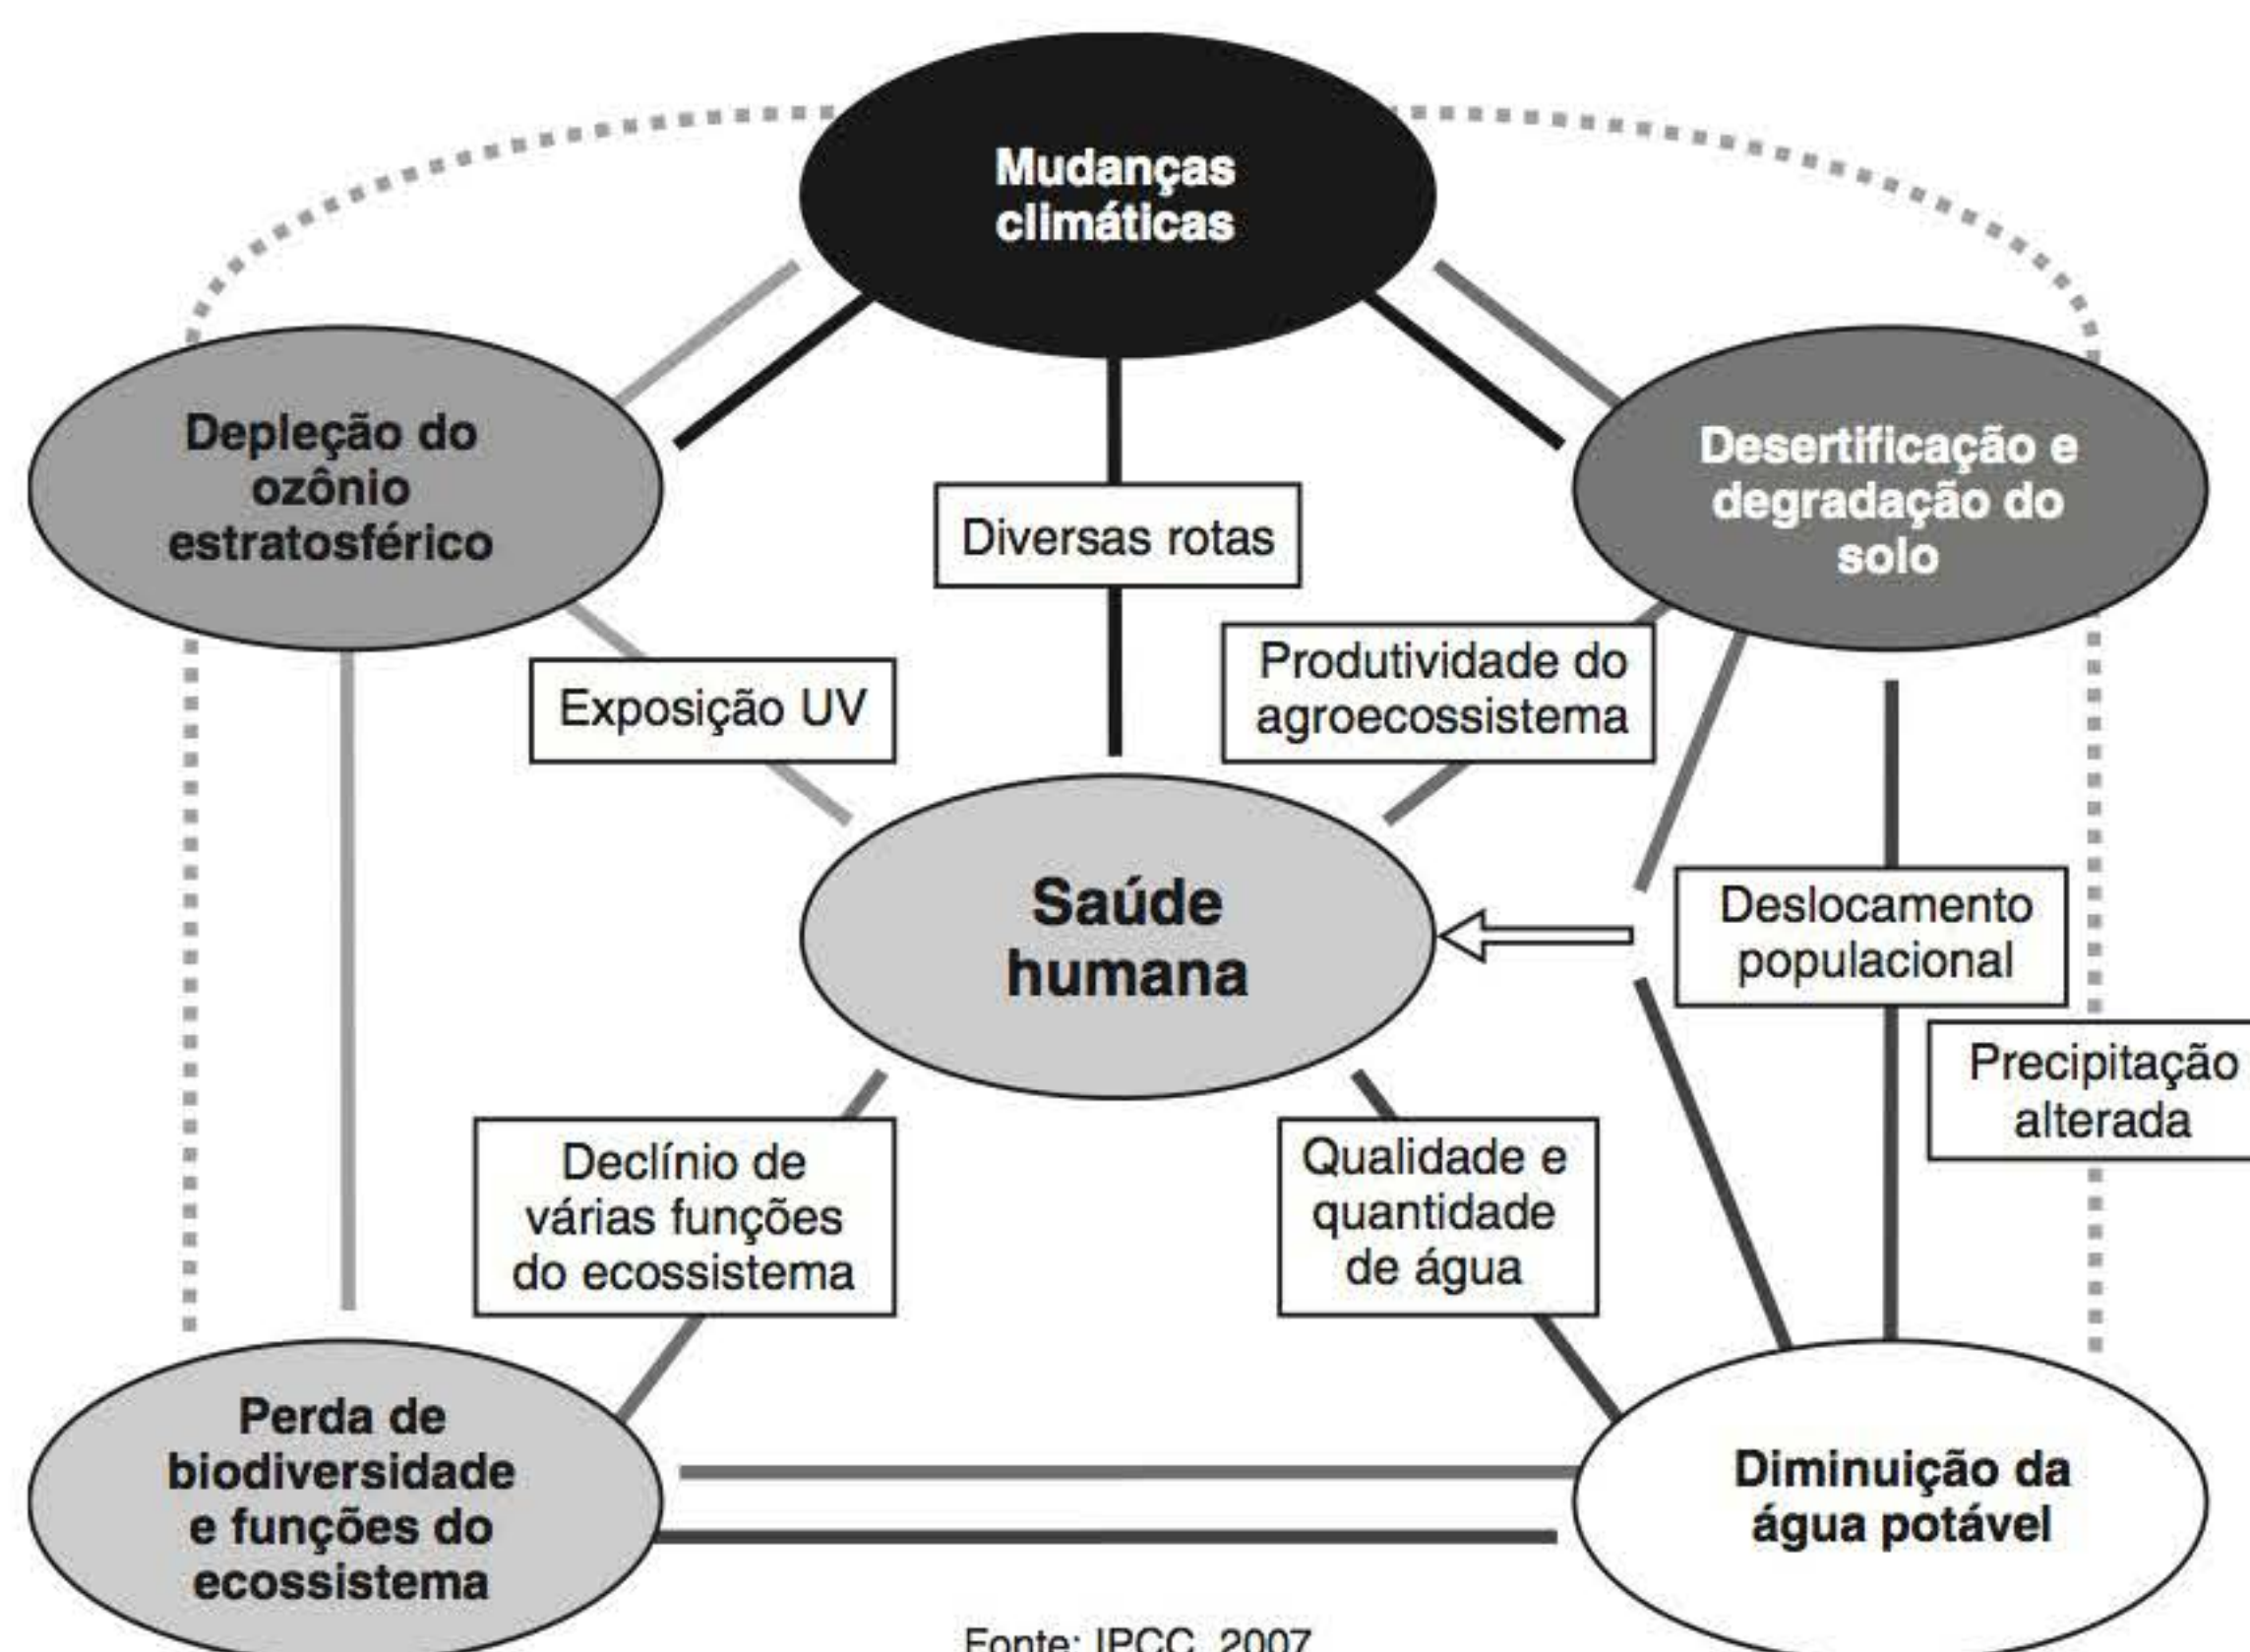 Mudanças
climáticas
Depleção do
ozônio
estratosférico
Desertificação e
degradação do
solo
Diversas rotas
Exposição UV
Produtividade do
agroecossistema
Saúde
humana
Deslocamento
populacional
Precipitação
alterada
Declínio de
várias funções
do ecossistema
Qualidade e
quantidade
de água
Perda de
biodiversidade
e funções do
ecossistema
Diminuição da
água potável
Fonte: IPCC, 2007